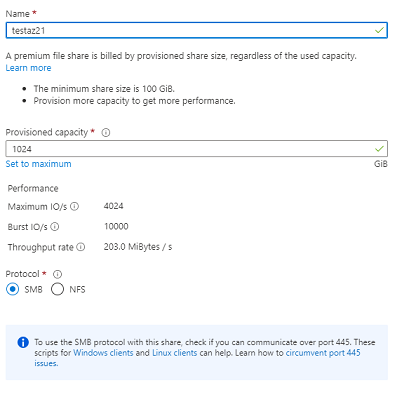 Name *
testaz21
A premium file share is billed by provisioned share size, regardless of the used capacity.
Learn more
• The minimum share size is 100 GiB.
• Provision more capacity to get more performance.
Provisioned capacity *
1024
Set to maximum
GiB
Performance
Maximum IO/s 4024
Burst IO/s 10000
Throughput rate 203.0 MiBytes / s
Protocol *
SMB NFS
To use the SMB protocol with this share, check if you can communicate over port 445. These
scripts for Windows clients and Linux clients can help. Learn how to circumvent port 445
issues.